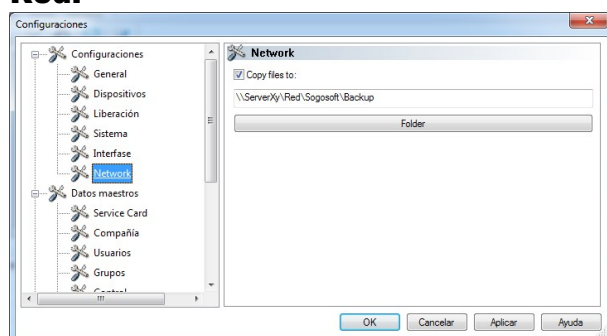 Red.
Configuraciones
Configuraciones
General
Dispositivos
Liberación
Sistema
Interfase
Network
Datos maestros
Service Card
Compañía
Usuarios
Grupos
Control
Network
Copy files to:
\\ServerXy\Red\Sogosoft\Backup
Folder
OK
Cancelar
Aplicar
Ayuda